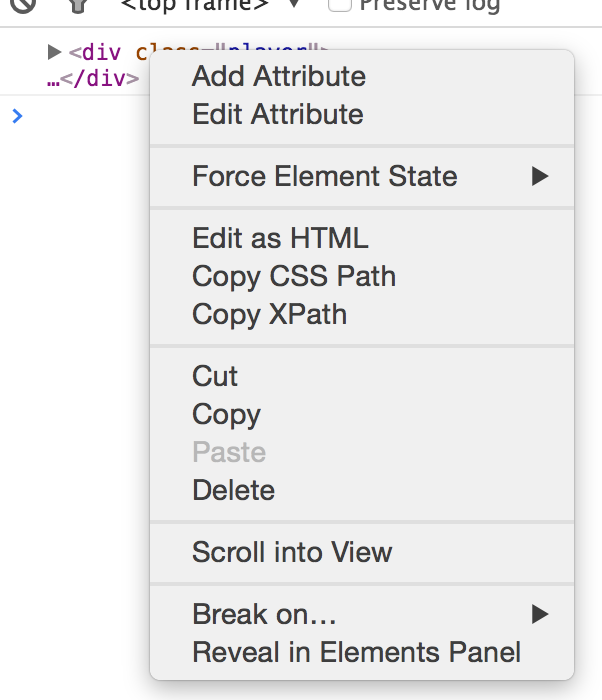 <top frame> ▼ Preserve log
▶<div class="player">
…</div>
>
Add Attribute
Edit Attribute
Force Element State ▶
Edit as HTML
Copy CSS Path
Copy XPath
Cut
Copy
Paste
Delete
Scroll into View
Break on… ▶
Reveal in Elements Panel